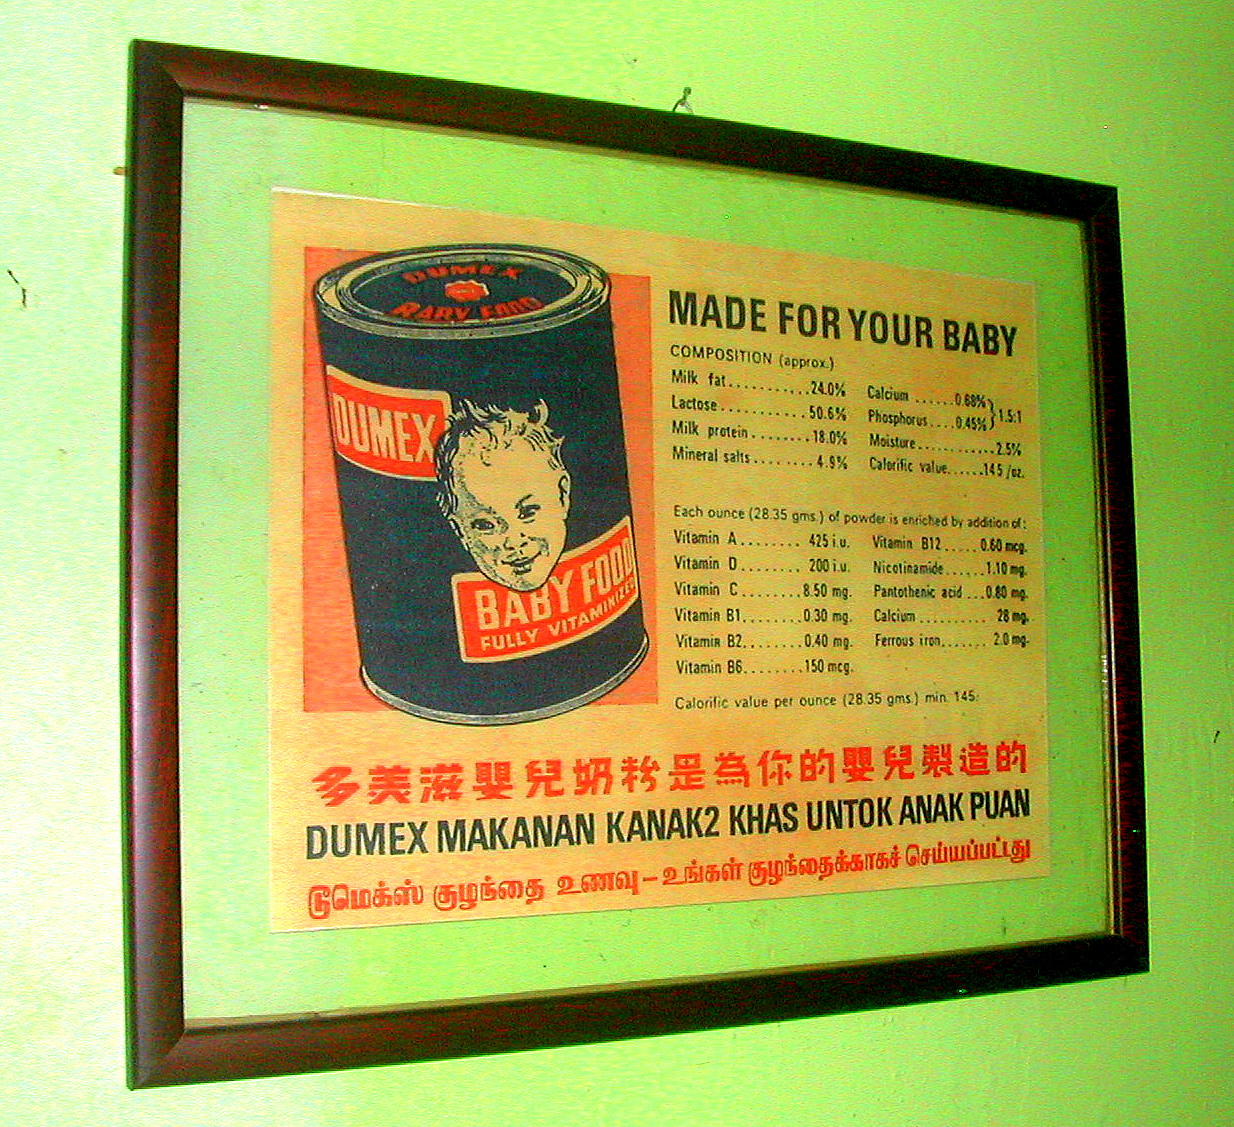 DUMEX
BABY FOOD
DUMEX
BABY FOOD
FULLY VITAMINIZED
MADE FOR YOUR BABY
COMPOSITION (approx.)
Milk fat..........24.0%
Lactose...........50.6%
Milk protein........18.0%
Mineral salts........4.9%
Calcium ......0.68%
Phosphorus....0.45%
} 1.5:1
Moisture............2.5%
Calorific value......145/oz.
Each ounce (28.35 gms.) of powder is enriched by addition of:
Vitamin A........ 425 i.u.
Vitamin D........ 200 i.u.
Vitamin C........8.50 mg.
Vitamin B1.......0.30 mg.
Vitamin B2.......0.40 mg.
Vitamin B6.......150 mcg.
Vitamin B12.....0.60 mcg.
Nicotinamide......1.10 mg.
Pantothenic acid...0.80 mg.
Calcium .......... 28 mg.
Ferrous iron....... 2.0 mg.
Calorific value per ounce (28.35 gms.) min. 145.
多美滋嬰兒奶粉是為你的嬰兒製造的
DUMEX MAKANAN KANAK2 KHAS UNTOK ANAK PUAN
டுமெக்ஸ் குழந்தை உணவு – உங்கள் குழந்தைக்காகச் செய்யப்பட்டது